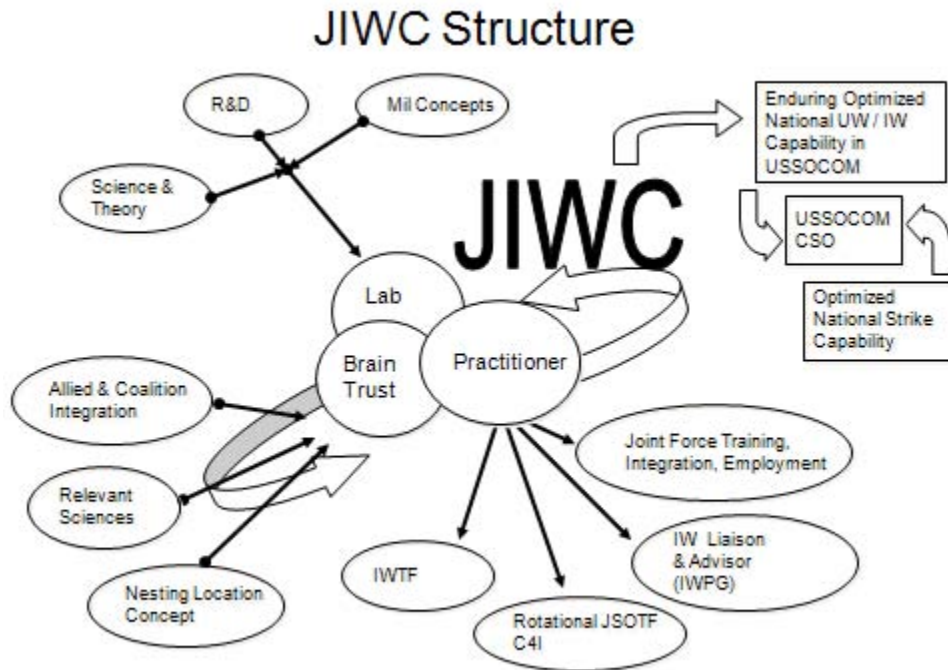 JIWC Structure
R&D
Mil Concepts
Science &
Theory
JIWC
Enduring Optimized
National UW / IW
Capability in
USSOCOM
USSOCOM
CSO
Optimized
National Strike
Capability
Lab
Brain
Trust
Practitioner
Allied & Coalition
Integration
Relevant
Sciences
Nesting Location
Concept
IWTF
Rotational JSOTF
C4I
IW Liaison
& Advisor
(IWPG)
Joint Force Training,
Integration, Employment